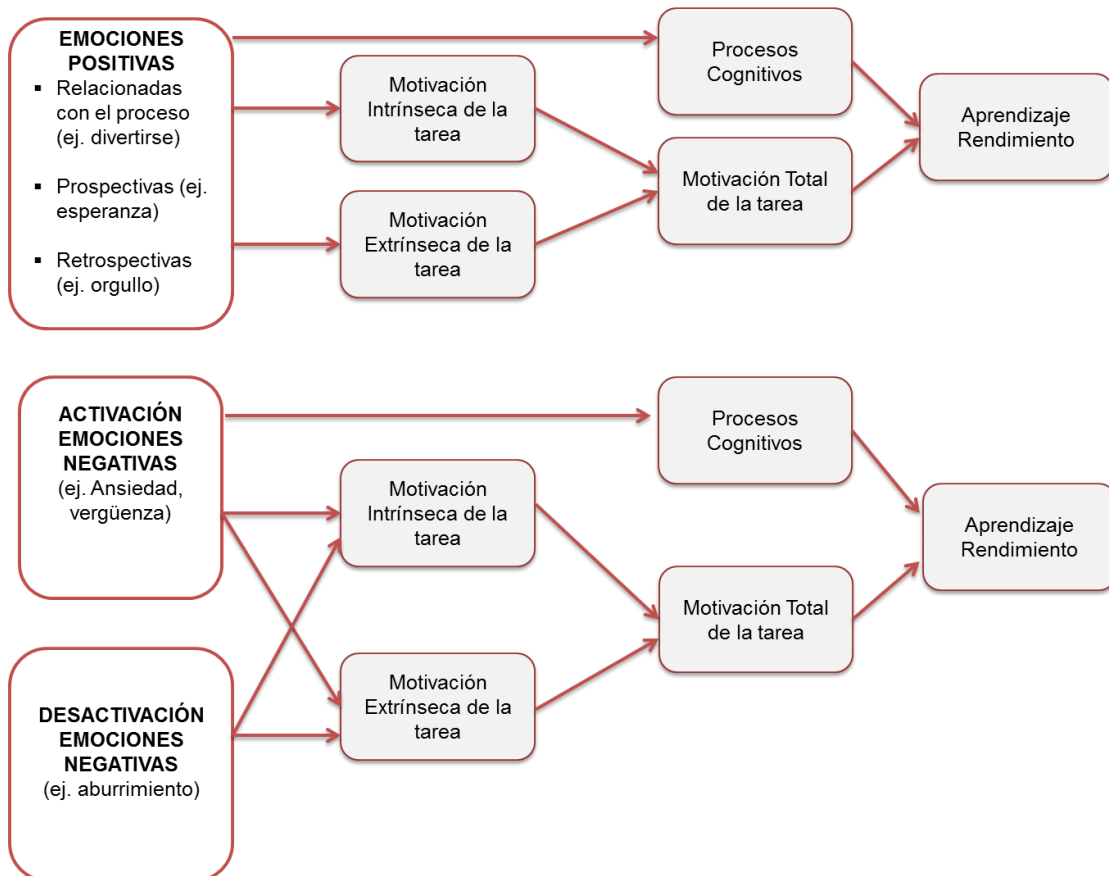 EMOCIONES
POSITIVAS
▪ Relacionadas
con el proceso
(ej. divertirse)
▪ Prospectivas (ej.
esperanza)
▪ Retrospectivas
(ej. orgullo)
Motivación
Intrínseca de la
tarea
Motivación
Extrínseca de la
tarea
Procesos
Cognitivos
Motivación Total
de la tarea
Aprendizaje
Rendimiento
ACTIVACIÓN
EMOCIONES
NEGATIVAS
(ej. Ansiedad,
vergüenza)
DESACTIVACIÓN
EMOCIONES
NEGATIVAS
(ej. aburrimiento)
Motivación
Intrínseca de la
tarea
Motivación
Extrínseca de la
tarea
Procesos
Cognitivos
Motivación Total
de la tarea
Aprendizaje
Rendimiento